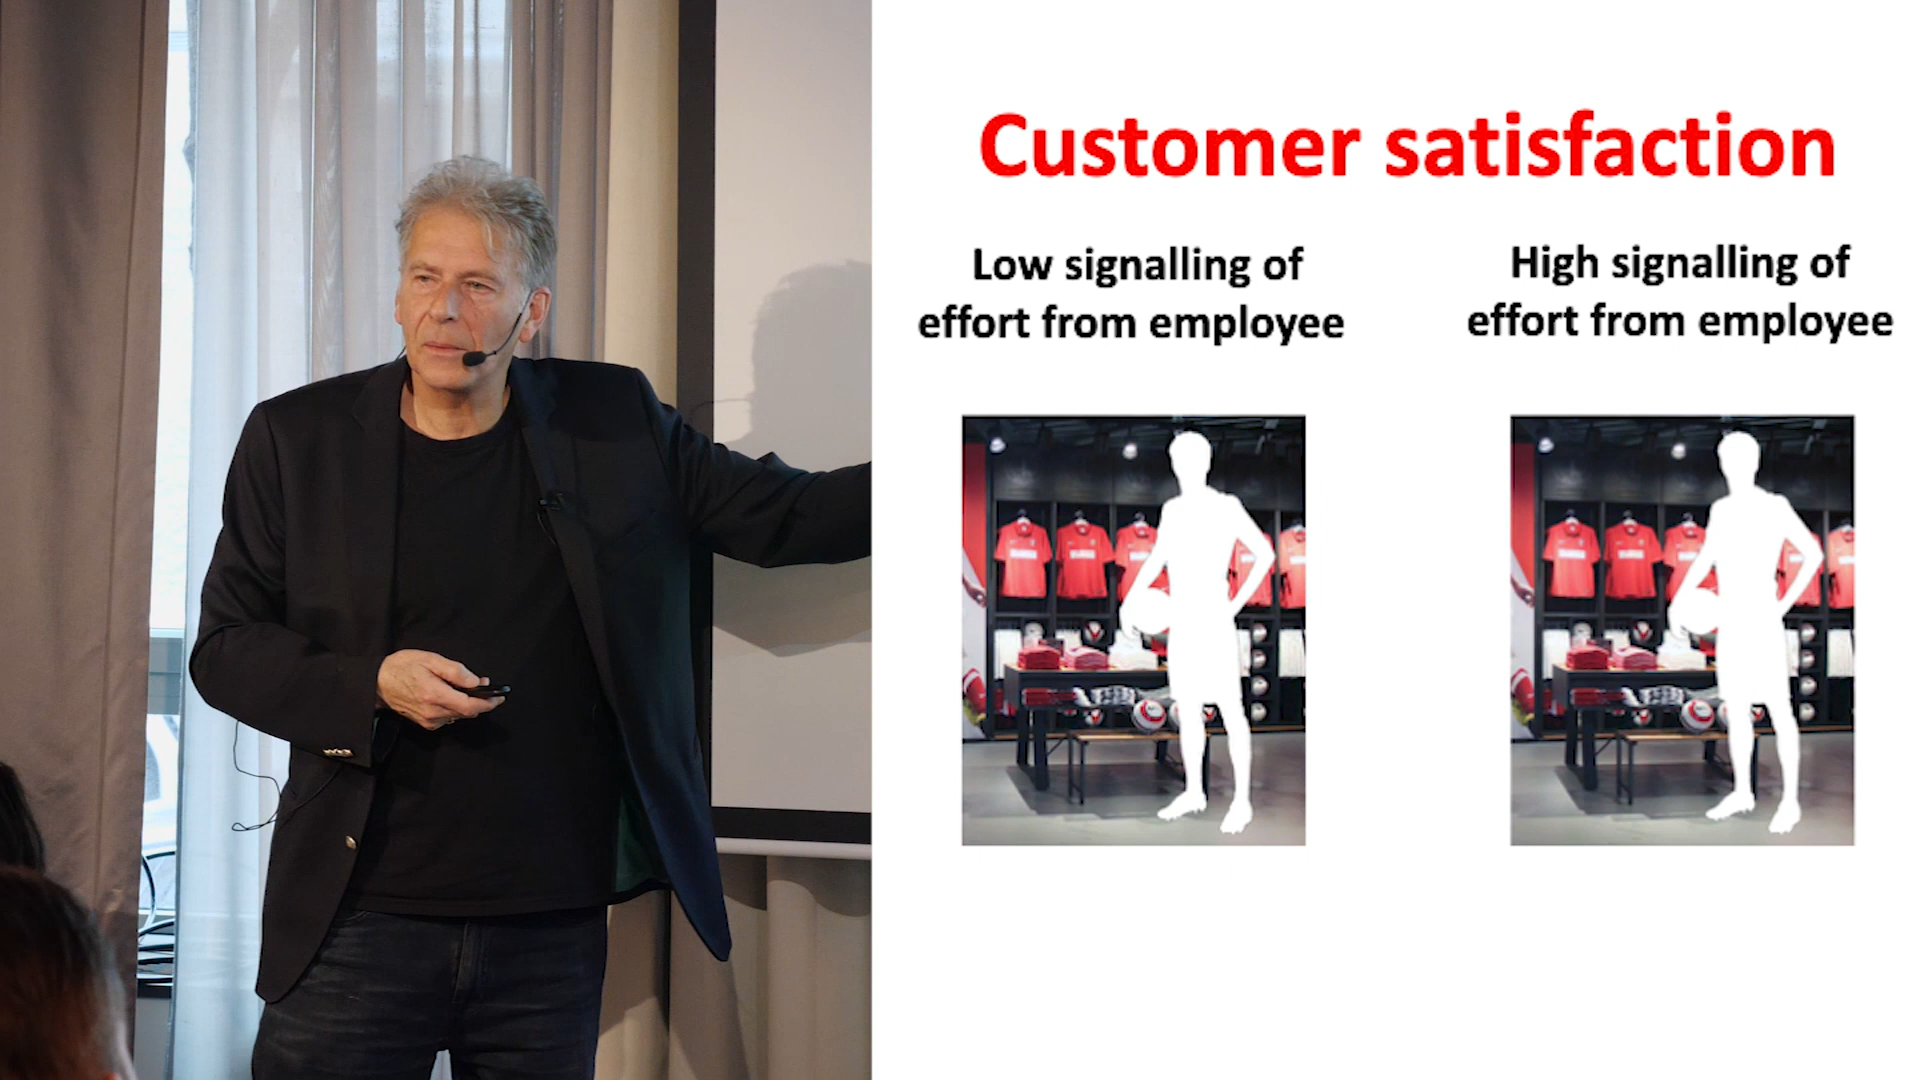 Customer satisfaction
Low signalling of
effort from employee
High signalling of
effort from employee